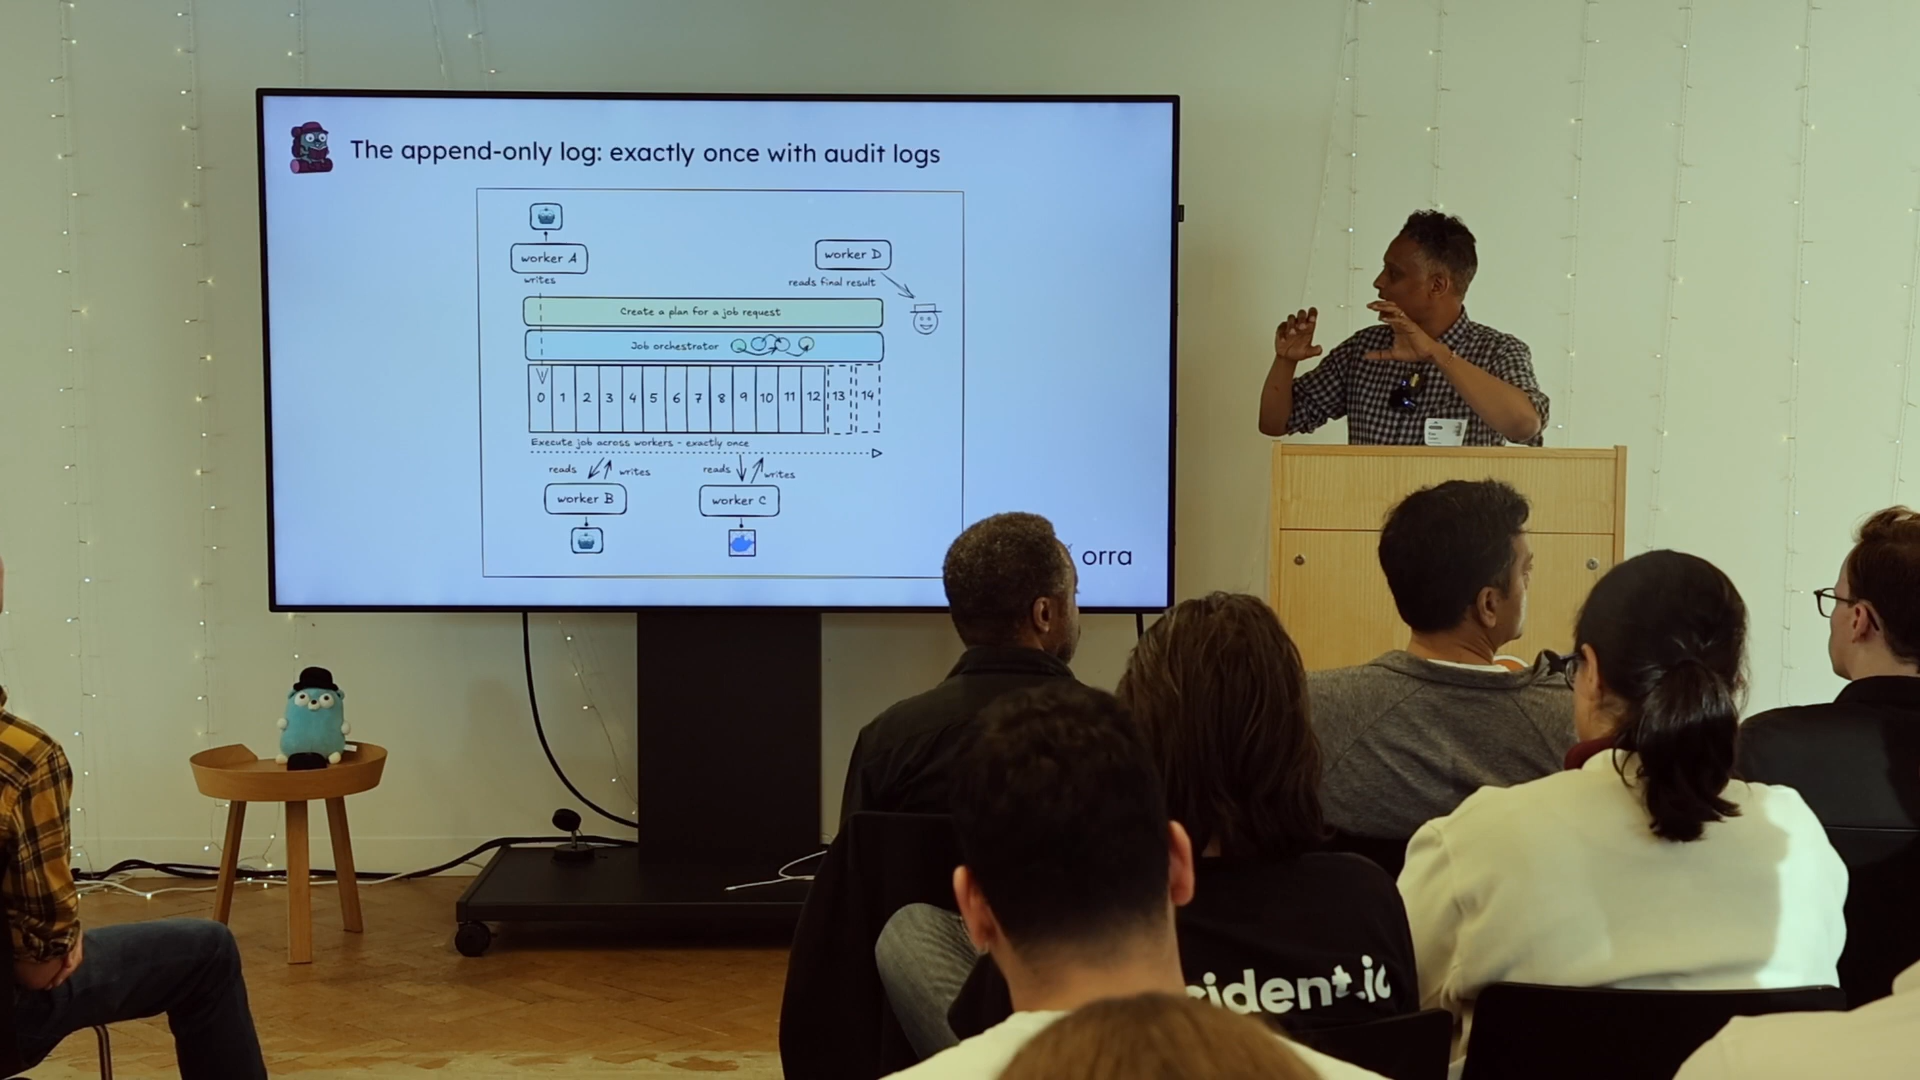 The append-only log: exactly once with audit logs
worker A
writes
worker D
reads final result
Create a plan for a job request
Job orchestrator
0 1 2 3 4 5 6 7 8 9 10 11 12 13 14
Execute job across workers - exactly once
reads writes
reads writes
worker B
worker C
orra
cident.io